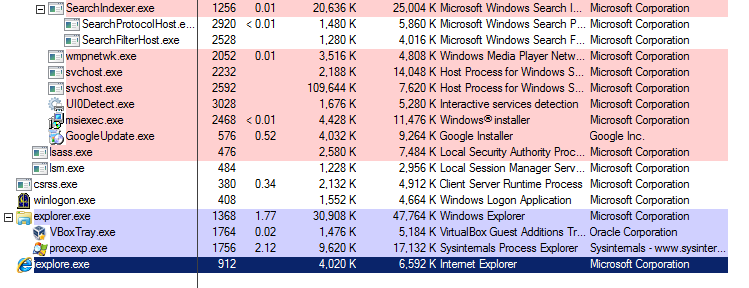 SearchIndexer.exe 1256 0.01 20,636 K 25,004 K Microsoft Windows Search I... Microsoft Corporation
SearchProtocolHost.e... 2920 < 0.01 1,480 K 5,860 K Microsoft Windows Search P... Microsoft Corporation
SearchFilterHost.exe 2528 1,280 K 4,016 K Microsoft Windows Search F... Microsoft Corporation
wmpnetwk.exe 2052 0.01 3,516 K 4,808 K Windows Media Player Netw... Microsoft Corporation
svchost.exe 2232 2,188 K 14,048 K Host Process for Windows S... Microsoft Corporation
svchost.exe 2592 109,644 K 7,620 K Host Process for Windows S... Microsoft Corporation
UI0Detect.exe 3028 1,676 K 5,280 K Interactive services detection Microsoft Corporation
msiexec.exe 2468 < 0.01 4,428 K 11,476 K Windows® installer Microsoft Corporation
GoogleUpdate.exe 576 0.52 4,032 K 9,264 K Google Installer Google Inc.
lsass.exe 476 2,580 K 7,484 K Local Security Authority Proc... Microsoft Corporation
lsm.exe 484 1,228 K 2,956 K Local Session Manager Serv... Microsoft Corporation
csrss.exe 380 0.34 2,132 K 4,912 K Client Server Runtime Process Microsoft Corporation
winlogon.exe 408 1,552 K 4,664 K Windows Logon Application Microsoft Corporation
explorer.exe 1368 1.77 30,908 K 47,764 K Windows Explorer Microsoft Corporation
VBoxTray.exe 1764 0.02 1,476 K 5,184 K VirtualBox Guest Additions Tr... Oracle Corporation
procexp.exe 1756 2.12 9,620 K 17,132 K Sysinternals Process Explorer Sysinternals - www.sysinter...
iexplore.exe 912 4,020 K 6,592 K Internet Explorer Microsoft Corporation